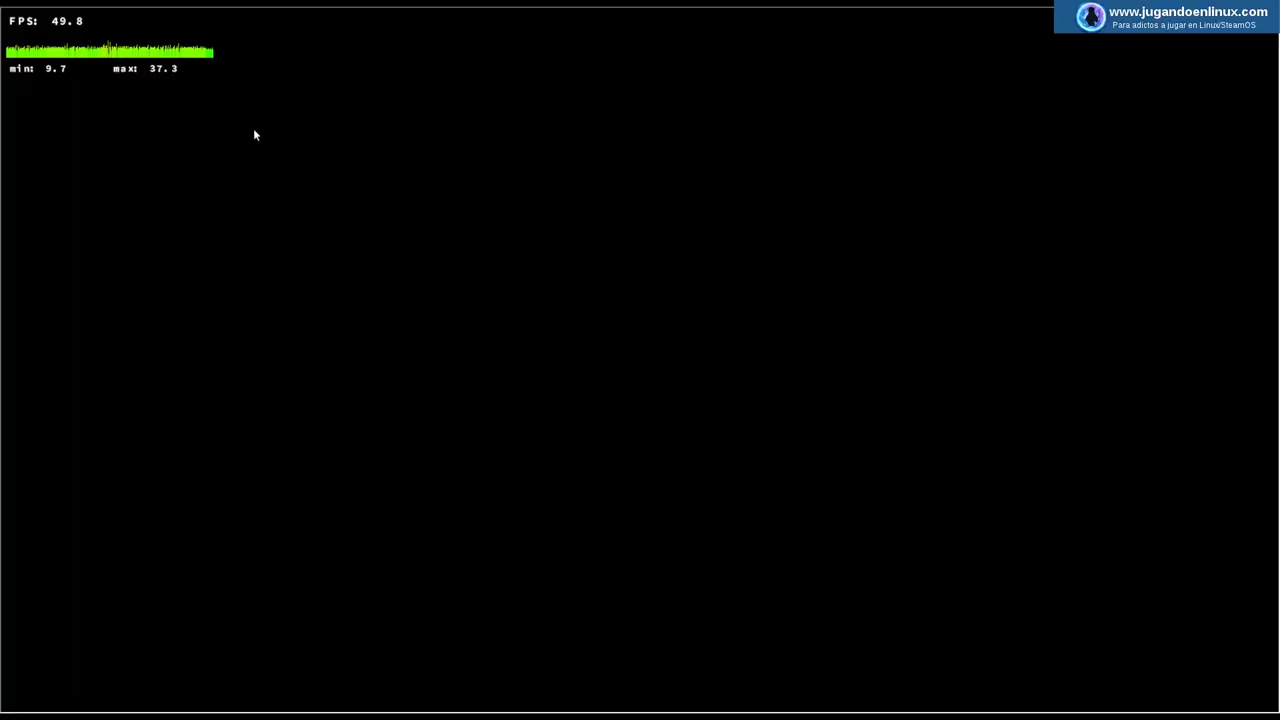 FPS: 49.8
min: 9.7 max: 37.3
www.jugandoenlinux.com
Para adictos a jugar en Linux/SteamOS